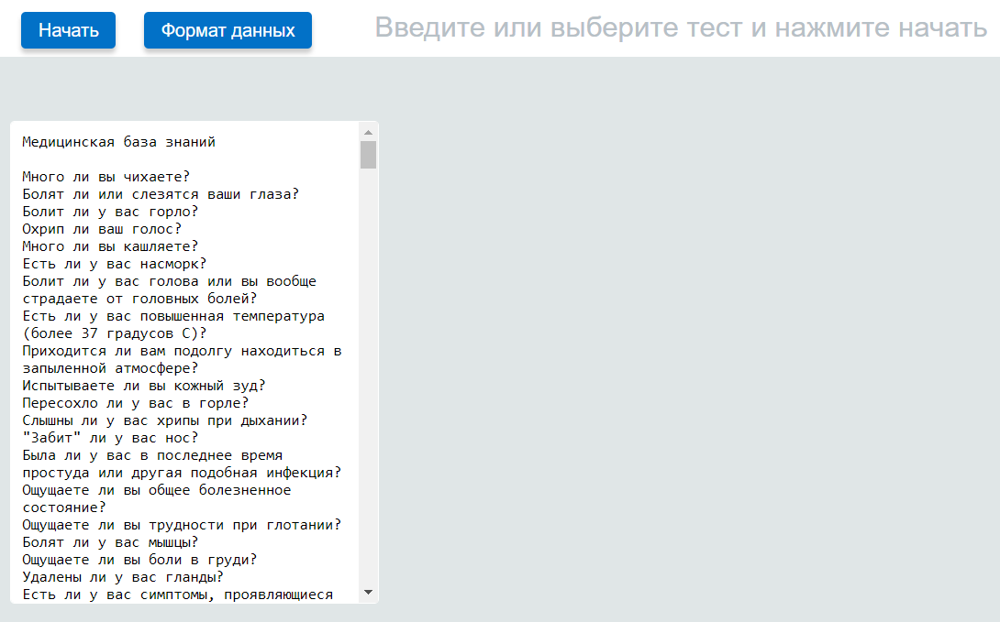 Начать
Формат данных
Введите или выберите тест и нажмите начать
Медицинская база знаний
Много ли вы чихаете?
Болят ли или слезятся ваши глаза?
Болит ли у вас горло?
Охрип ли ваш голос?
Много ли вы кашляете?
Есть ли у вас насморк?
Болит ли у вас голова или вы вообще
страдаете от головных болей?
Есть ли у вас повышенная температура
(более 37 градусов С)?
Приходится ли вам подолгу находиться в
запыленной атмосфере?
Испытываете ли вы кожный зуд?
Пересохло ли у вас в горле?
Слышны ли у вас хрипы при дыхании?
"Забит" ли у вас нос?
Была ли у вас в последнее время
простуда или другая подобная инфекция?
Ощущаете ли вы общее болезненное
состояние?
Ощущаете ли вы трудности при глотании?
Болят ли у вас мышцы?
Ощущаете ли вы боли в груди?
Удалены ли у вас гланды?
Есть ли у вас симптомы, проявляющиеся